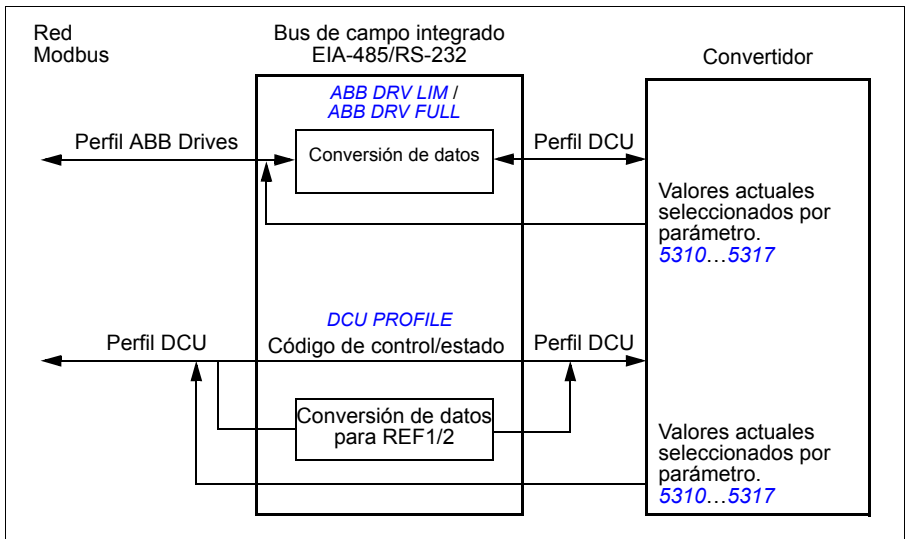 Red
Modbus
Bus de campo integrado
EIA-485/RS-232
Convertidor
ABB DRV LIM /
ABB DRV FULL
Perfil ABB Drives
Conversión de datos
Perfil DCU
Valores actuales
seleccionados por
parámetro.
5310…5317
DCU PROFILE
Perfil DCU
Código de control/estado
Perfil DCU
Conversión de datos
para REF1/2
Valores actuales
seleccionados por
parámetro.
5310…5317